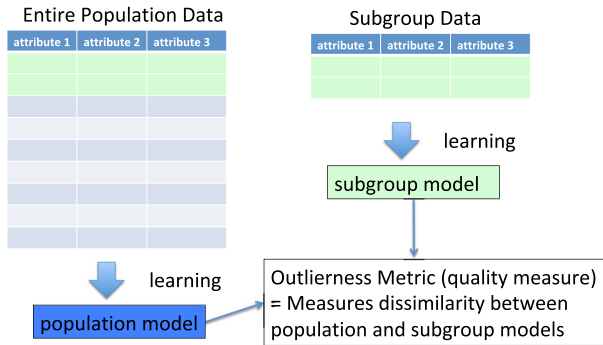 Entire Population Data
attribute 1 attribute 2 attribute 3
learning
population model
Subgroup Data
attribute 1 attribute 2 attribute 3
learning
subgroup model
Outlierness Metric (quality measure)
= Measures dissimilarity between
population and subgroup models